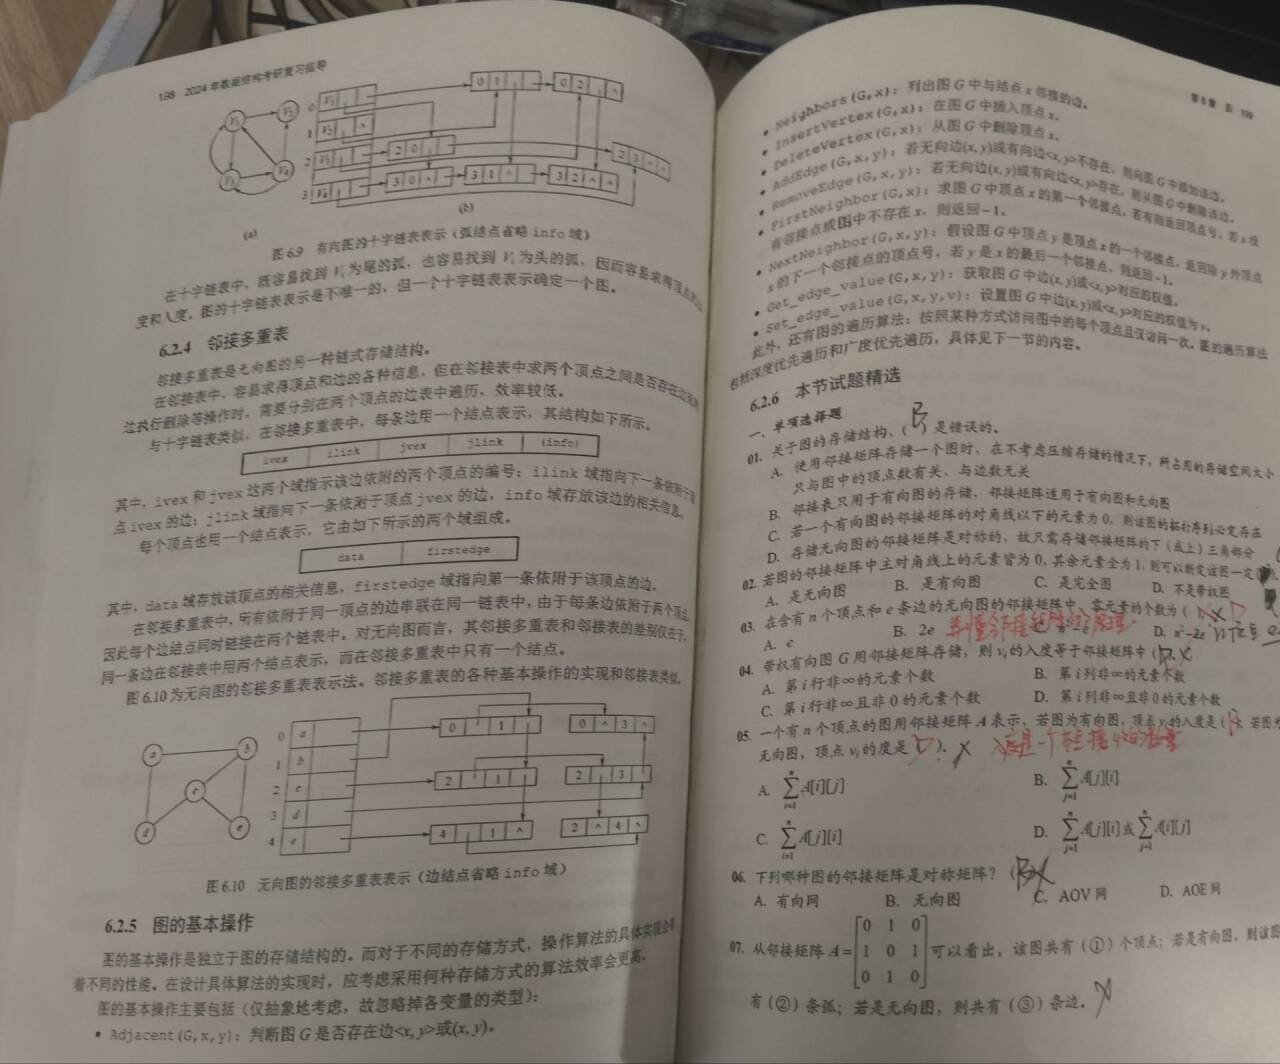 198 2024年数据结构考研复习指导
V1
V2
V3
V4
(a)
0 V1
1 V2 ^
2 V3
3 V4
0 1
0 2 ^
2 0
2 3 ^ ^
3 0 ^
3 1 ^
3 2 ^ ^
(b)
图 6.9 有向图的十字链表表示(弧结点省略 info 域)
在十字链表中,既容易找到 Vi 为尾的弧,也容易找到 Vi 为头的弧,因而容易求得顶点的
度和入度。图的十字链表表示是不唯一的,但一个十字链表表示确定一个图。
6.2.4 邻接多重表
邻接多重表是无向图的另一种链式存储结构。
在邻接表中,容易求得顶点和边的各种信息,但在邻接表中求两个顶点之间是否存在边
边执行删除等操作时,需要分别在两个顶点的边表中遍历,效率较低。
与十字链表类似,在邻接多重表中,每条边用一个结点表示,其结构如下所示。
ivex ilink jvex jlink (info)
其中,ivex 和 jvex 这两个域指示该边依附的两个顶点的编号;ilink 域指向下一条依附于
点 ivex 的边;jlink 域指向下一条依附于顶点 jvex 的边,info 域存放该边的相关信息。
每个顶点也用一个结点表示,它由如下所示的两个域组成。
data firstedge
其中,data 域存放该顶点的相关信息,firstedge 域指向第一条依附于该顶点的边。
在邻接多重表中,所有依附于同一顶点的边串联在同一链表中,由于每条边依附于两个顶点,
因此每个边结点同时链接在两个链表中。对无向图而言,其邻接多重表和邻接表的差别仅在于,
同一条边在邻接表中用两个结点表示,而在邻接多重表中只有一个结点。
图 6.10 为无向图的邻接多重表表示法。邻接多重表的各种基本操作的实现和邻接表类似。
a
b
c
d
e
0 a
1 b
2 c
3 d
4 e
0 1
0 ^ 3 ^
2 1
2 3
4 1 ^
2 ^ 4 ^
图 6.10 无向图的邻接多重表表示(边结点省略 info 域)
6.2.5 图的基本操作
图的基本操作是独立于图的存储结构的。而对于不同的存储方式,操作算法的具体实现会有
着不同的性能。在设计具体算法的实现时,应考虑采用何种存储方式的算法效率会更高。
图的基本操作主要包括(仅抽象地考虑,故忽略掉各变量的类型):
• Adjacent(G,x,y):判断图 G 是否存在边<x, y>或(x, y)。
第6章 图 199
• Neighbors(G,x):列出图 G 中与结点 x 邻接的边。
• InsertVertex(G,x):在图 G 中插入顶点 x。
• DeleteVertex(G,x):从图 G 中删除顶点 x。
• AddEdge(G,x,y):若无向边(x, y)或有向边<x, y>不存在,则向图 G 中添加该边。
• RemoveEdge(G,x,y):若无向边(x, y)或有向边<x, y>存在,则从图 G 中删除该边。
• FirstNeighbor(G,x):求图 G 中顶点 x 的第一个邻接点,若有则返回顶点号。若 x 没
有邻接点或图中不存在 x,则返回-1。
• NextNeighbor(G,x,y):假设图 G 中顶点 y 是顶点 x 的一个邻接点,返回除 y 外顶点
x 的下一个邻接点的顶点号,若 y 是 x 的最后一个邻接点,则返回-1。
• Get_edge_value(G,x,y):获取图 G 中边(x, y)或<x, y>对应的权值。
• Set_edge_value(G,x,y,v):设置图 G 中边(x, y)或<x, y>对应的权值为 v。
此外,还有图的遍历算法:按照某种方式访问图中的每个顶点且仅访问一次。图的遍历算法
包括深度优先遍历和广度优先遍历,具体见下一节的内容。
6.2.6 本节试题精选
一、单项选择题
01. 关于图的存储结构,( B )是错误的。
A. 使用邻接矩阵存储一个图时,在不考虑压缩存储的情况下,所占用的存储空间大小
只与图中的顶点数有关,与边数无关
B. 邻接表只用于有向图的存储,邻接矩阵适用于有向图和无向图
C. 若一个有向图的邻接矩阵的对角线以下的元素为 0,则该图的拓扑序列必定存在
D. 存储无向图的邻接矩阵是对称的,故只需存储邻接矩阵的下(或上)三角部分
02. 若图的邻接矩阵中主对角线上的元素皆为 0,其余元素全为 1,则可以断定该图一定
A. 是无向图 B. 是有向图 C. 是完全图 D. 不是带权图
03. 在含有 n 个顶点和 e 条边的无向图的邻接矩阵中,零元素的个数为(
A. e B. 2e C. n²-e D. n²-2e
04. 带权有向图 G 用邻接矩阵存储,则 vi 的入度等于邻接矩阵中(
A. 第 i 行非∞的元素个数 B. 第 i 列非∞的元素个数
C. 第 i 行非∞且非 0 的元素个数 D. 第 i 列非∞且非 0 的元素个数
05. 一个有 n 个顶点的图用邻接矩阵 A 表示,若图为有向图,顶点 vi 的入度是( B 若图为
无向图,顶点 vi 的度是( D )。
A. ∑ⁿᵢ₌₁ A[i][j] B. ∑ⁿⱼ₌₁ A[j][i]
C. ∑ⁿᵢ₌₁ A[j][i] D. ∑ⁿⱼ₌₁ A[j][i]或∑ⁿⱼ₌₁ A[i][j]
06. 下列哪种图的邻接矩阵是对称矩阵?( B
A. 有向网 B. 无向图 C. AOV 网 D. AOE 网
07. 从邻接矩阵 A=[0 1 0
1 0 1
0 1 0]可以看出,该图共有(①)个顶点;若是有向图,则该图
有(②)条弧;若是无向图,则共有(③)条边。